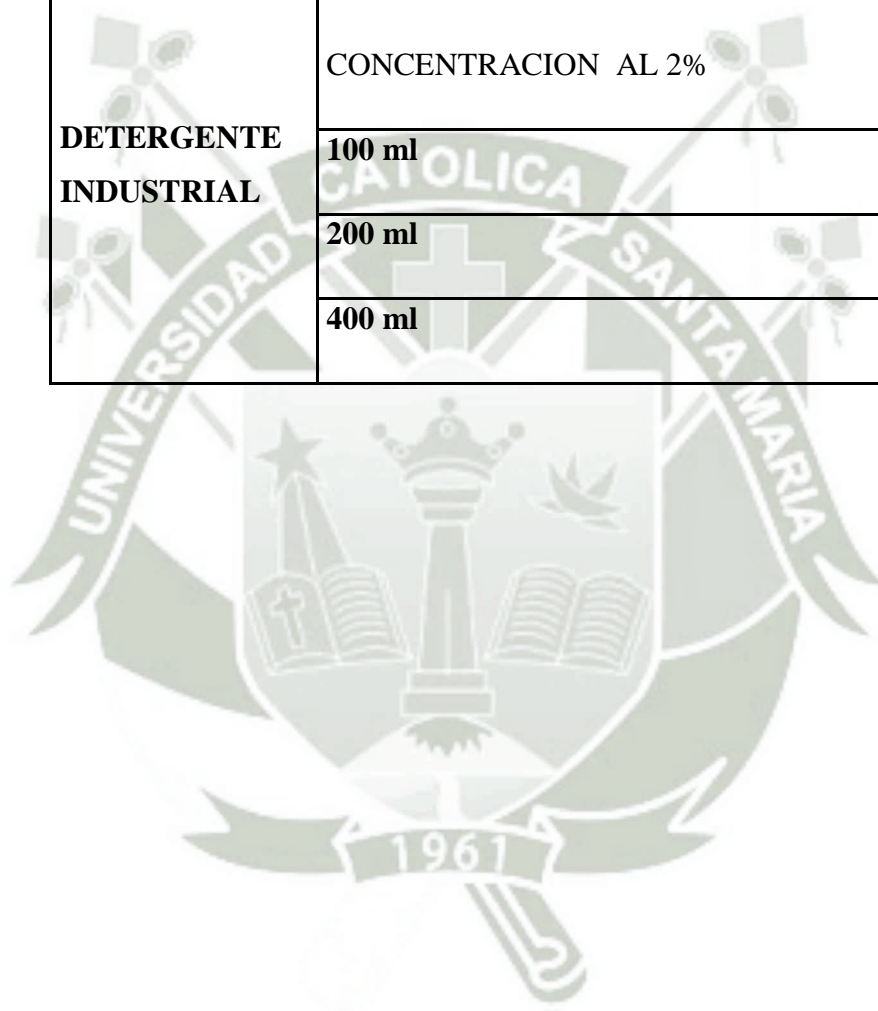 DETERGENTE
INDUSTRIAL
CONCENTRACION AL 2%
100 ml
200 ml
400 ml
UNIVERSIDAD CATOLICA SANTA MARIA
1961